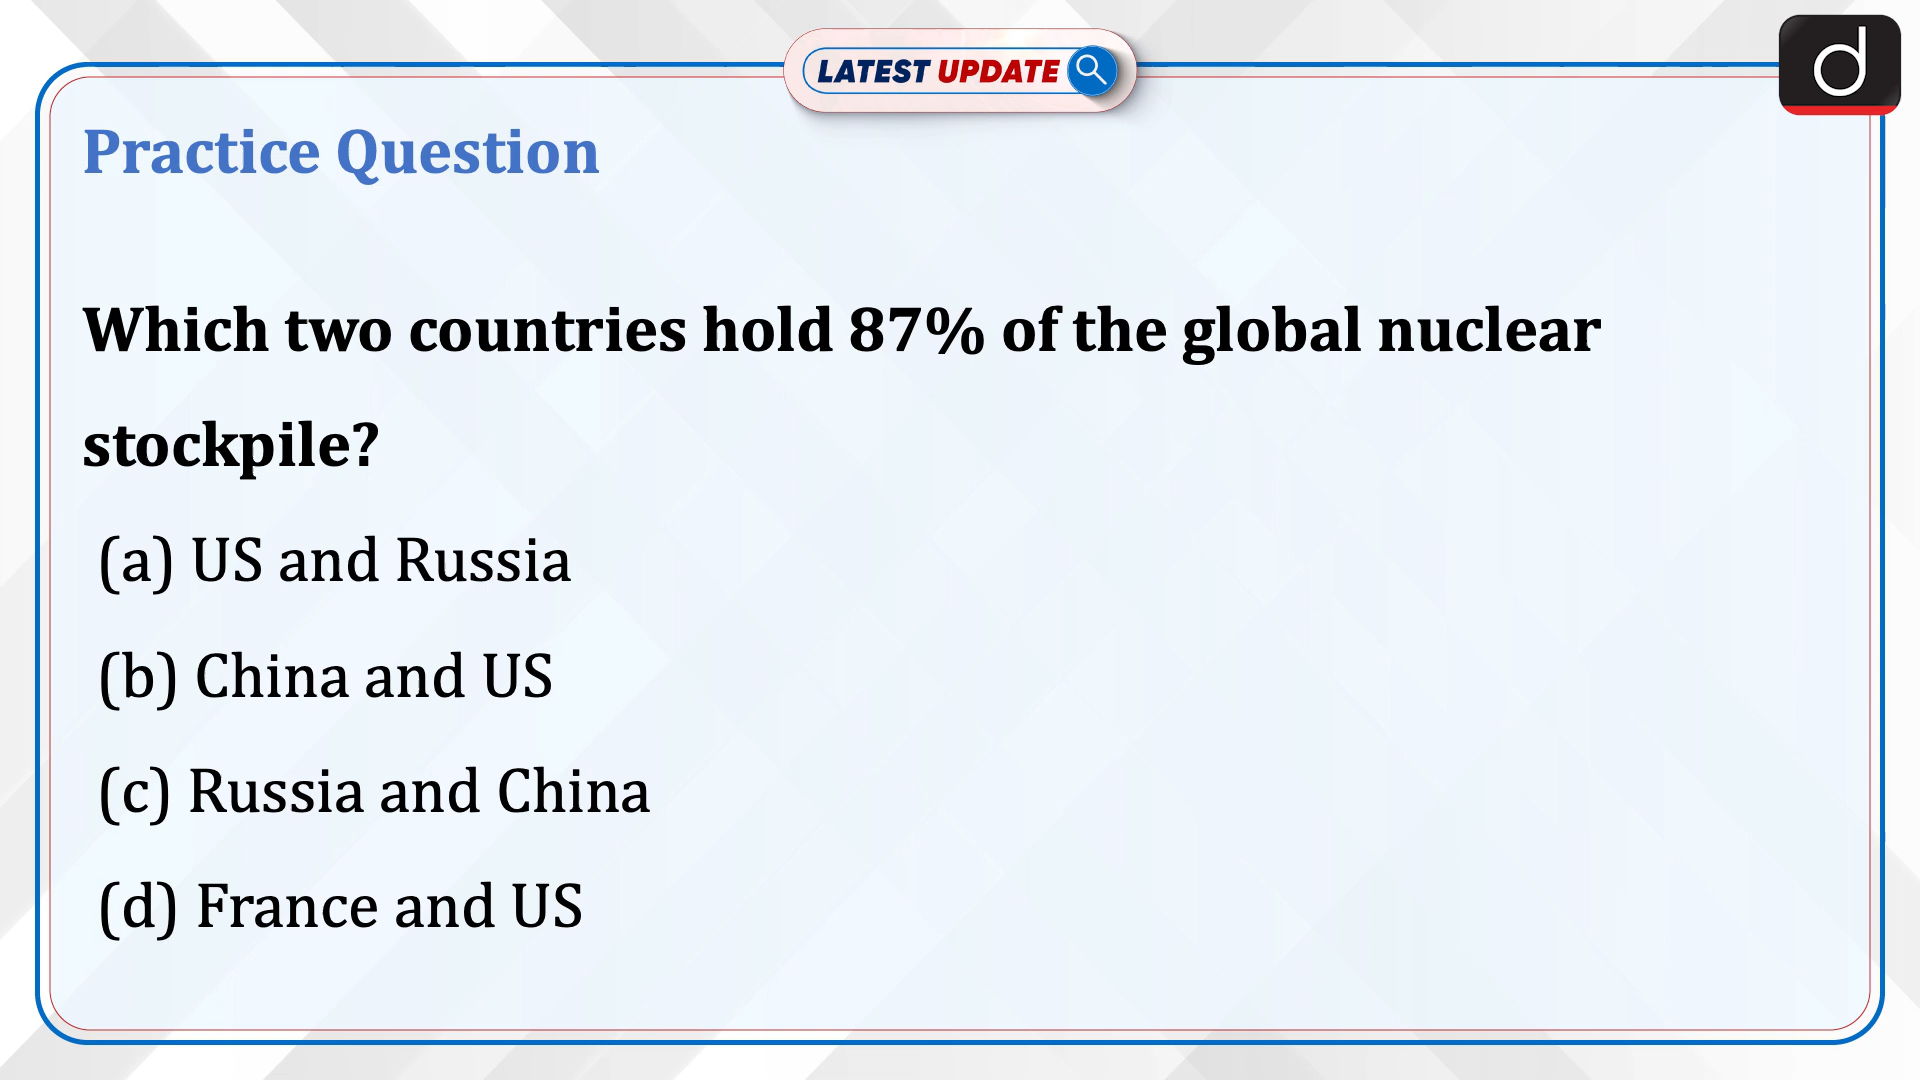 LATEST UPDATE
d
Practice Question
Which two countries hold 87% of the global nuclear
stockpile?
(a) US and Russia
(b) China and US
(c) Russia and China
(d) France and US